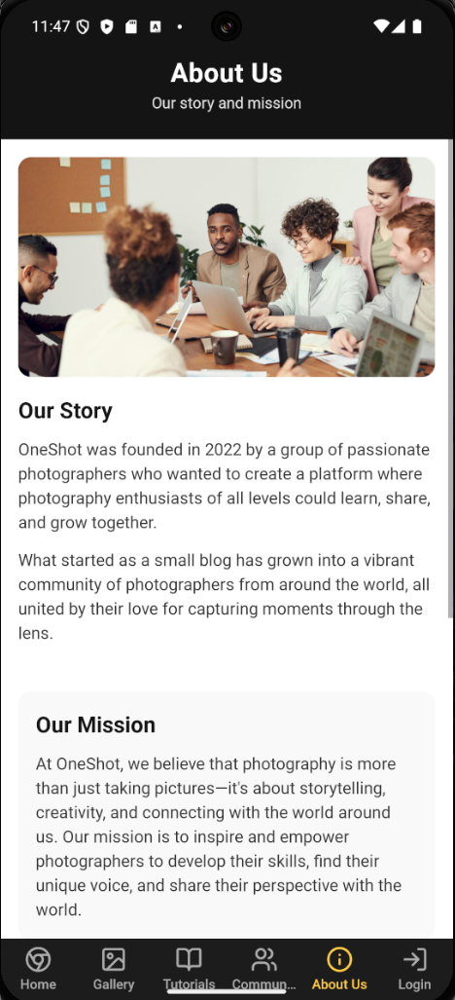 11:47
About Us
Our story and mission
Our Story
OneShot was founded in 2022 by a group of passionate
photographers who wanted to create a platform where
photography enthusiasts of all levels could learn, share,
and grow together.
What started as a small blog has grown into a vibrant
community of photographers from around the world, all
united by their love for capturing moments through the
lens.
Our Mission
At OneShot, we believe that photography is more
than just taking pictures—it's about storytelling,
creativity, and connecting with the world around
us. Our mission is to inspire and empower
photographers to develop their skills, find their
unique voice, and share their perspective with the
world.
Home Gallery Tutorials Commun... About Us Login